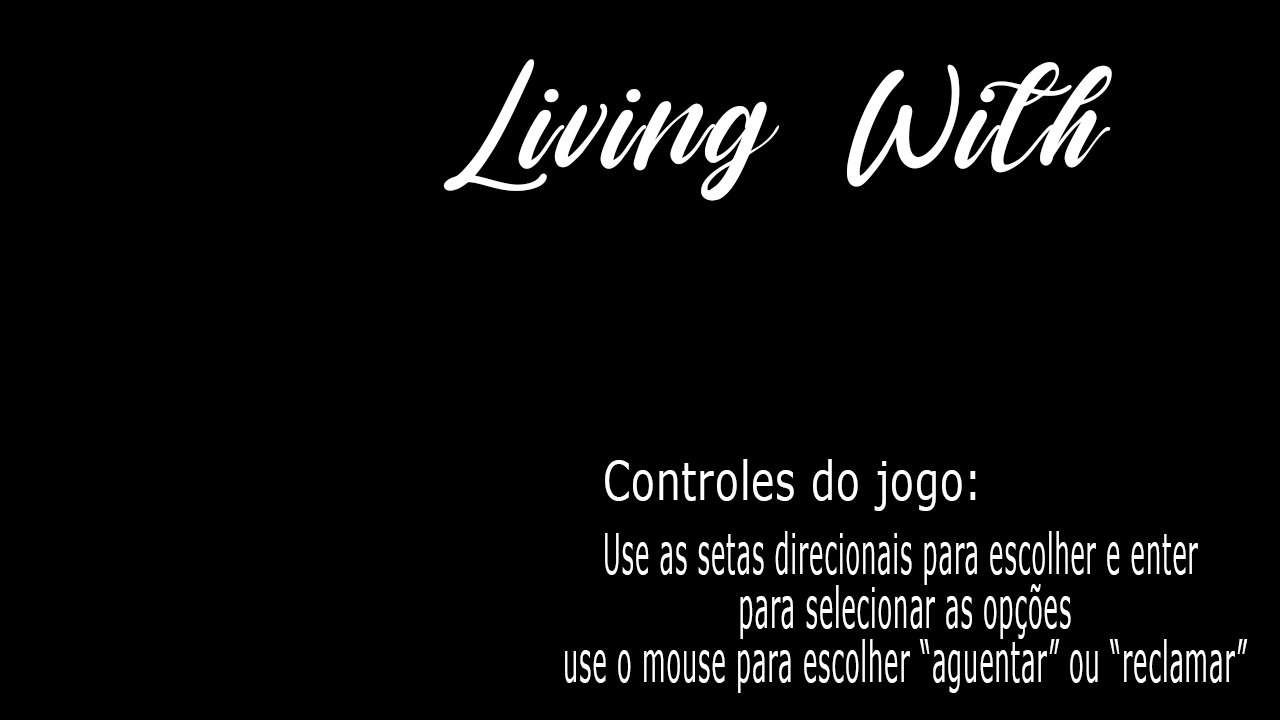 Living With
Controles do jogo:
Use as setas direcionais para escolher e enter
para selecionar as opções
use o mouse para escolher “aguentar” ou “reclamar”